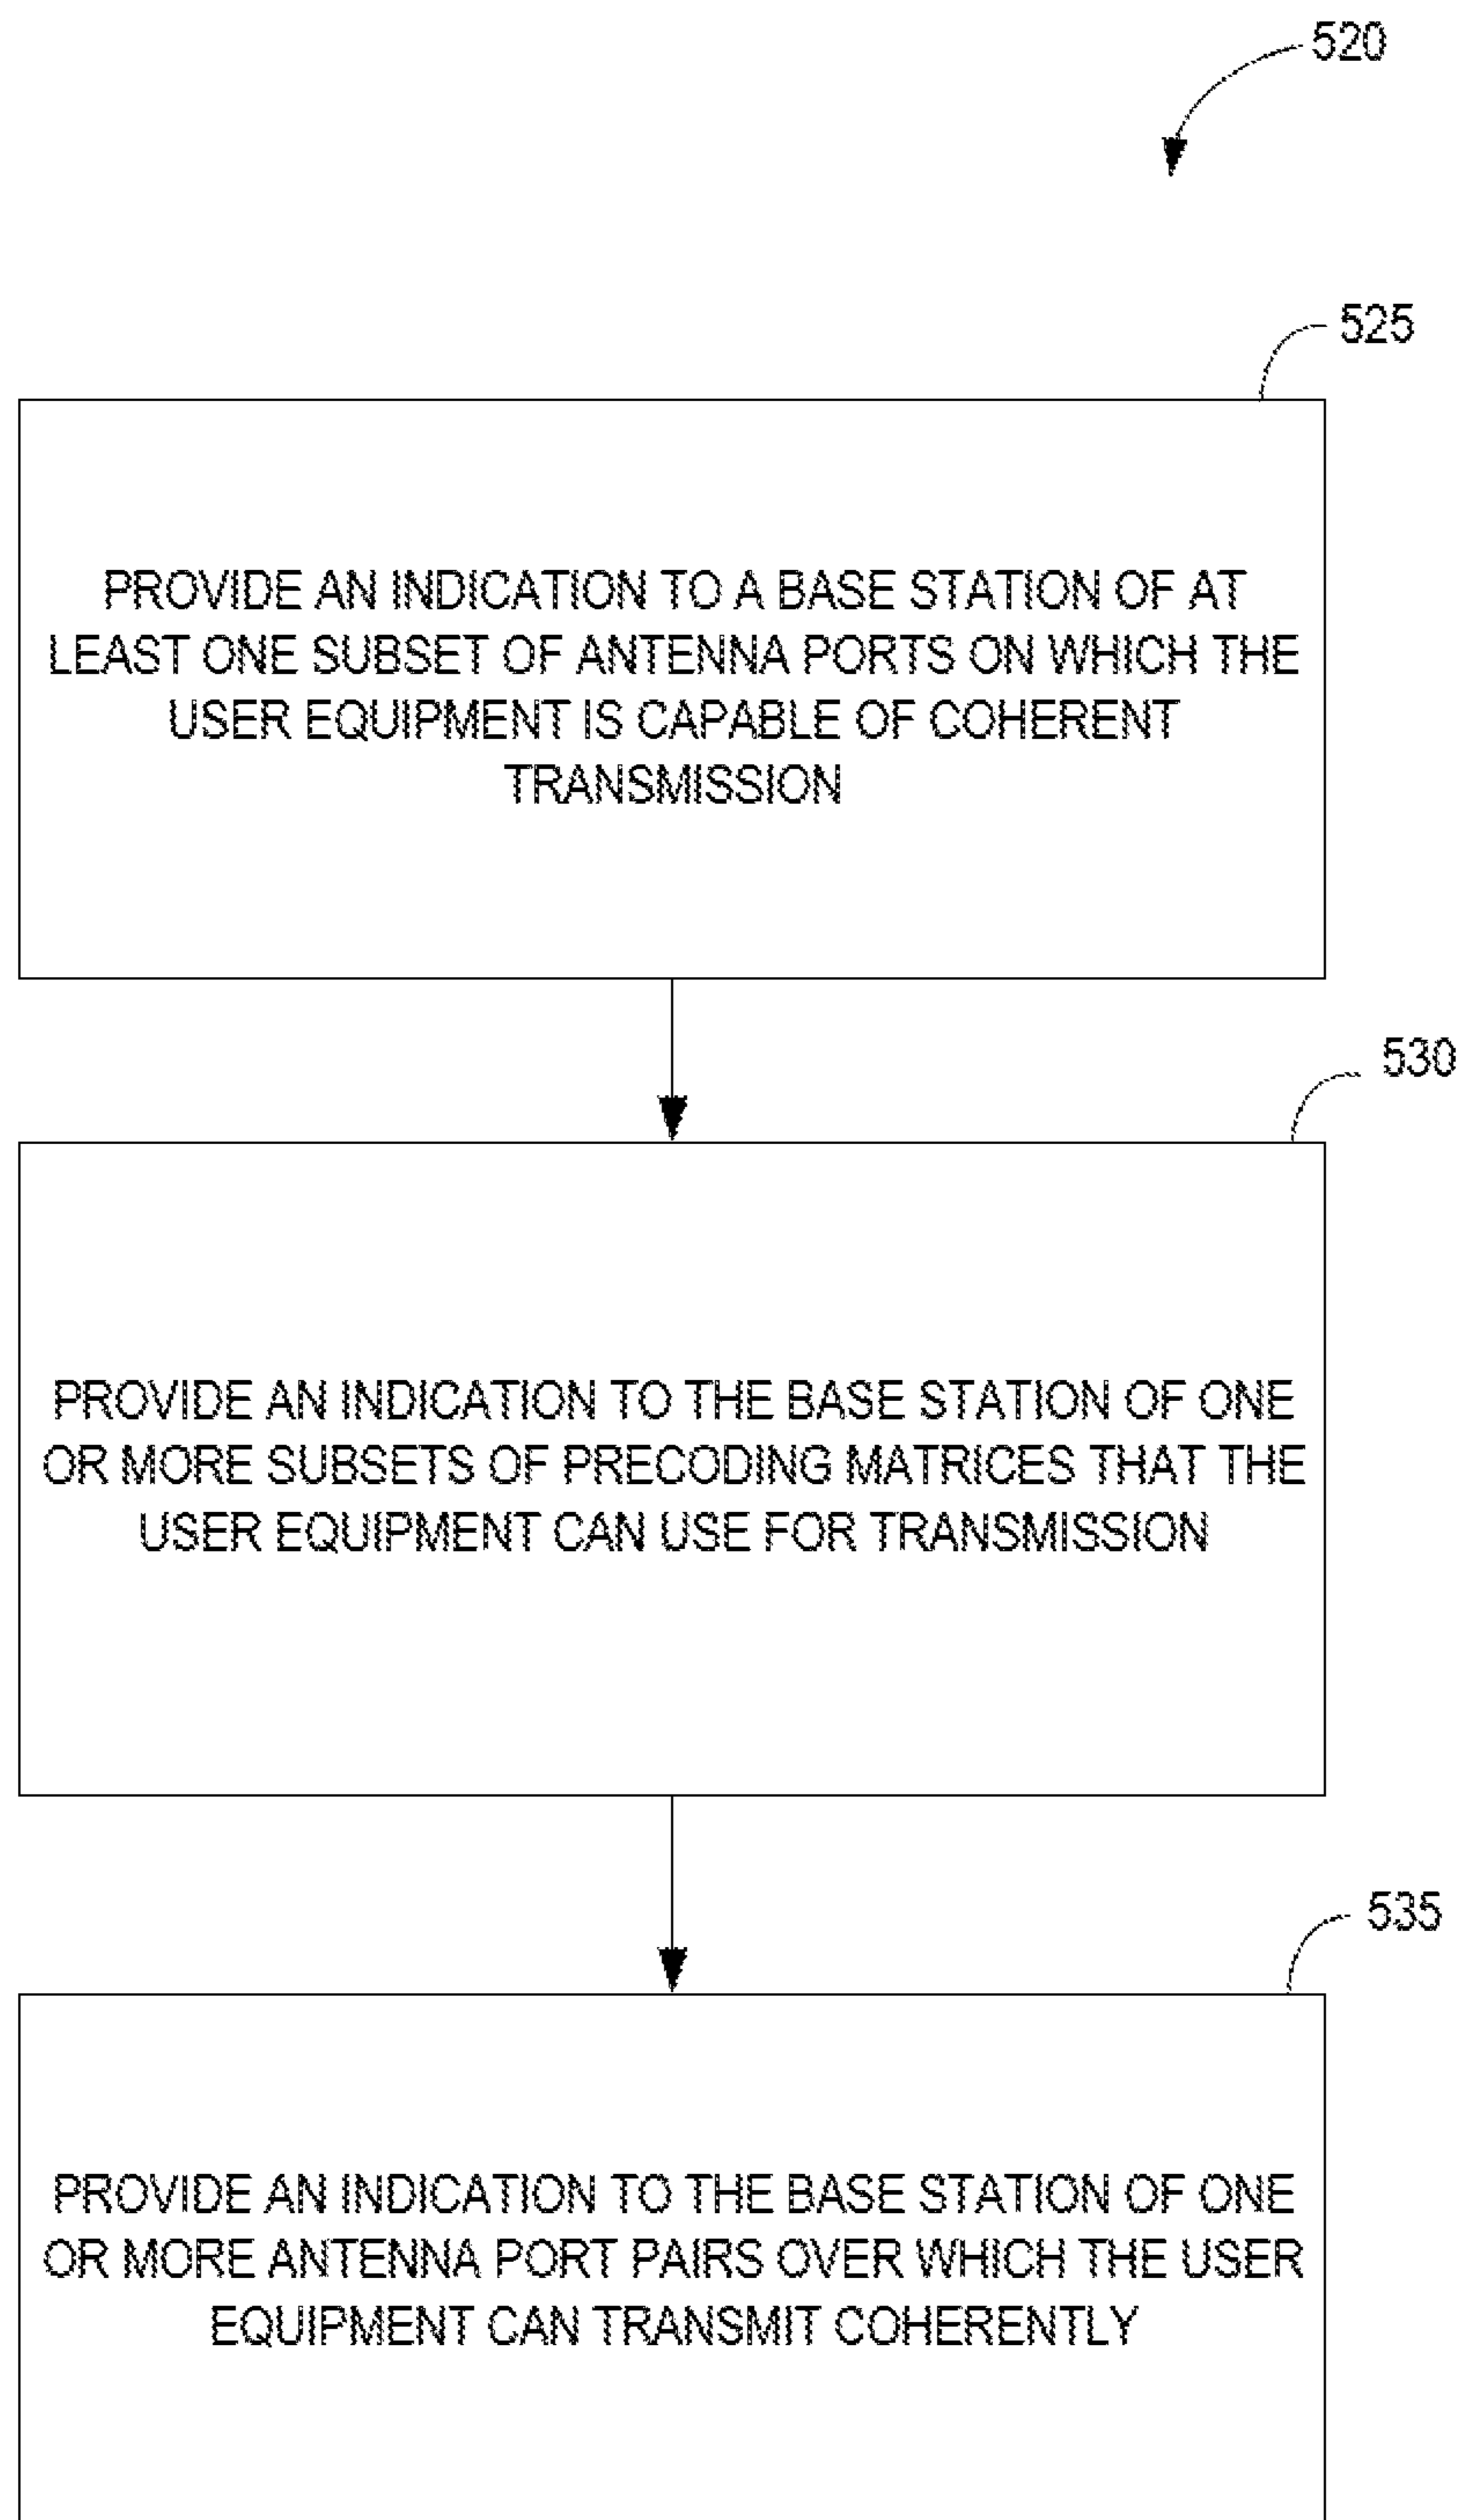 520
525
PROVIDE AN INDICATION TO A BASE STATION OF AT
LEAST ONE SUBSET OF ANTENNA PORTS ON WHICH THE
USER EQUIPMENT IS CAPABLE OF COHERENT
TRANSMISSION
530
PROVIDE AN INDICATION TO THE BASE STATION OF ONE
OR MORE SUBSETS OF PRECODING MATRICES THAT THE
USER EQUIPMENT CAN USE FOR TRANSMISSION
535
PROVIDE AN INDICATION TO THE BASE STATION OF ONE
OR MORE ANTENNA PORT PAIRS OVER WHICH THE USER
EQUIPMENT CAN TRANSMIT COHERENTLY